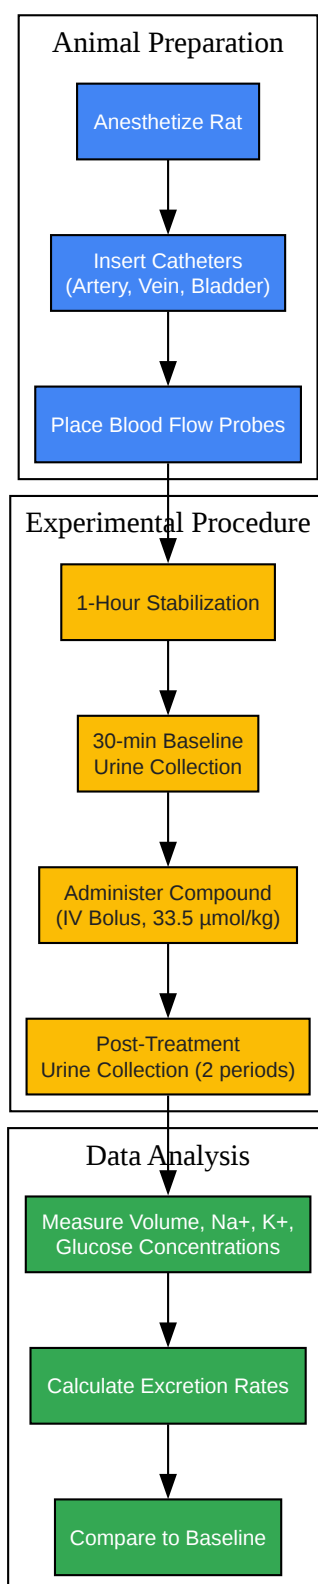 Animal Preparation
Anesthetize Rat
Insert Catheters
(Artery, Vein, Bladder)
Place Blood Flow Probes
Experimental Procedure
1-Hour Stabilization
30-min Baseline
Urine Collection
Administer Compound
(IV Bolus, 33.5 µmol/kg)
Post-Treatment
Urine Collection (2 periods)
Data Analysis
Measure Volume, Na+, K+,
Glucose Concentrations
Calculate Excretion Rates
Compare to Baseline